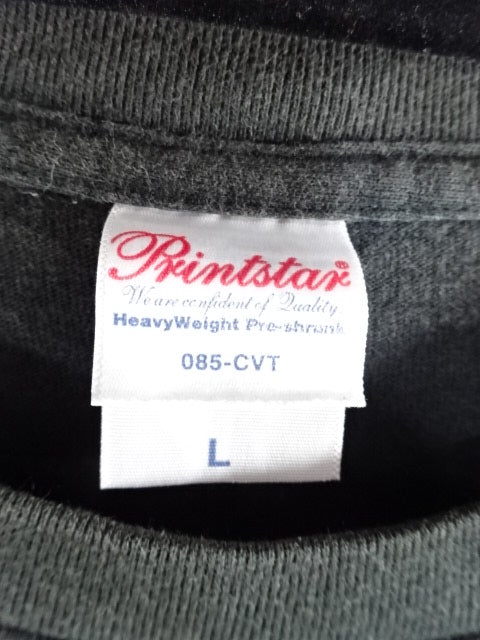 Printstar®
We are confident of Quality
HeavyWeight Pre-shrunk
085-CVT
L